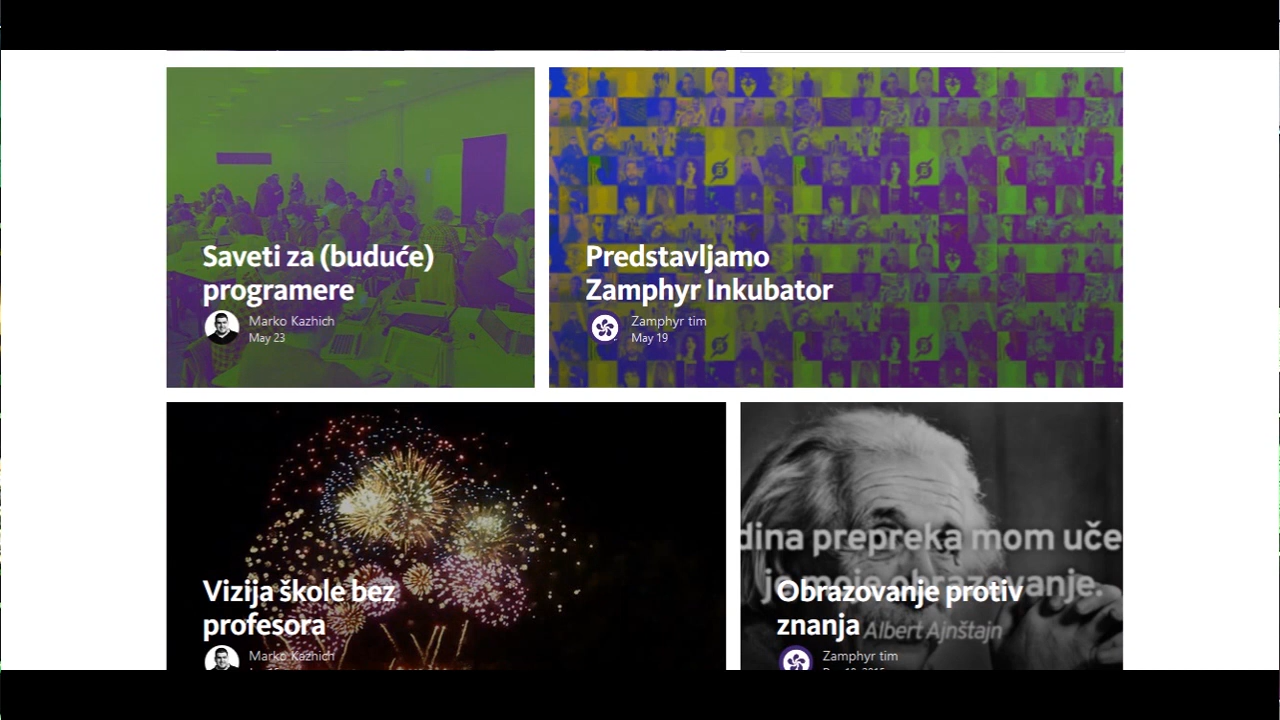 Saveti za (buduće)
programere
Marko Kazhich
May 23
Predstavljamo
Zamphyr Inkubator
Zamphyr tim
May 19
Vizija škole bez
profesora
Marko Kazhich
dina prepreka mom uče
je moje obrazovanje.
Albert Ajnštajn
Obrazovanje protiv
znanja
Zamphyr tim